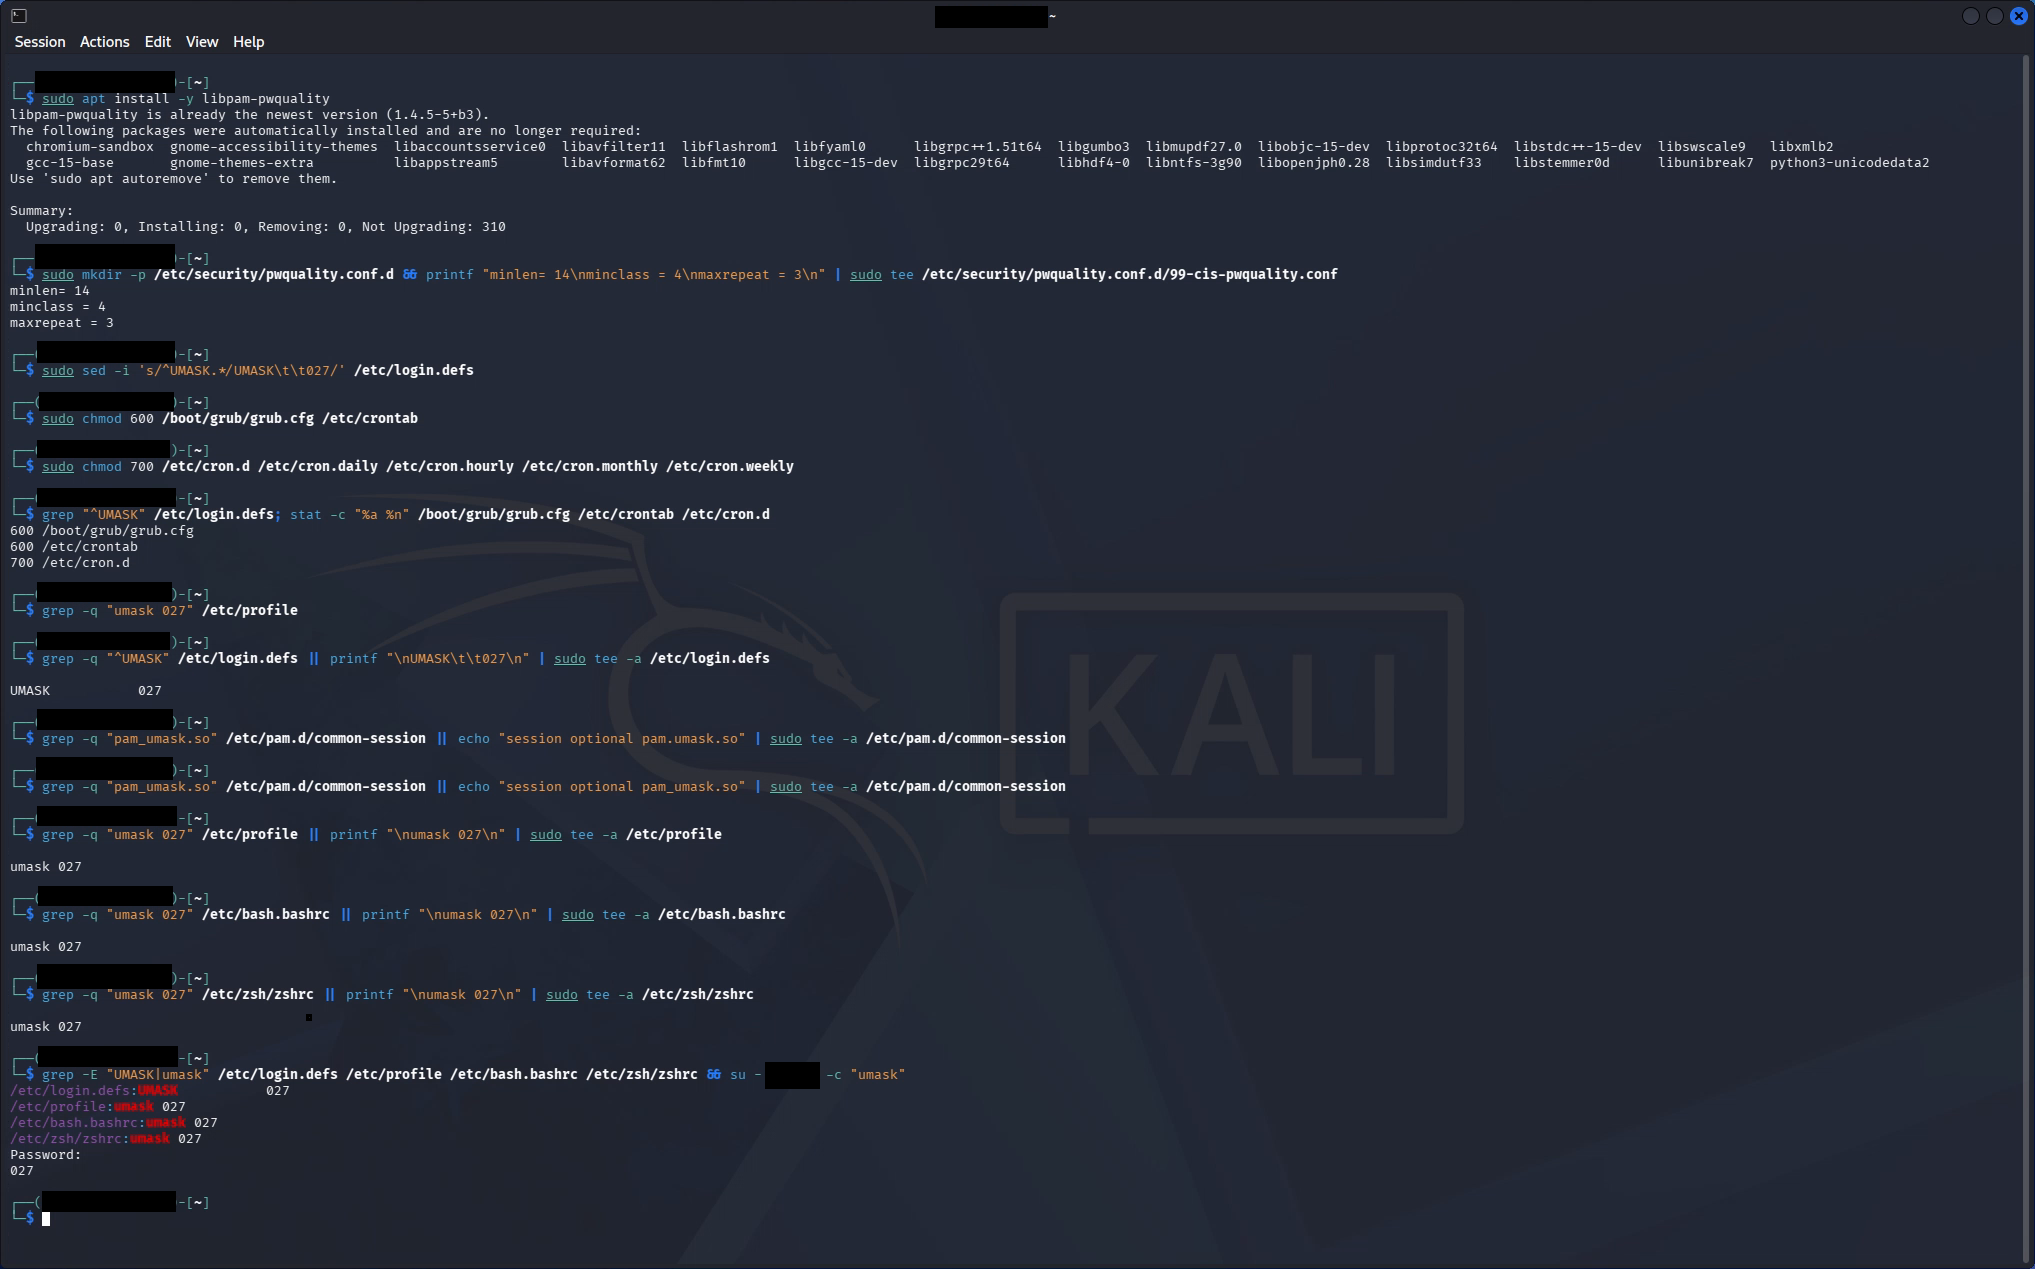 ~
Session Actions Edit View Help
-[~]
$ sudo apt install -y libpam-pwquality
libpam-pwquality is already the newest version (1.4.5-5+b3).
The following packages were automatically installed and are no longer required:
chromium-sandbox gnome-accessibility-themes libaccountsservice0 libavfilter11 libflashrom1 libfyaml0 libgrpc++1.51t64 libgumbo3 libmupdf27.0 libobjc-15-dev libprotoc32t64 libstdc++-15-dev libswscale9 libxmlb2
gcc-15-base gnome-themes-extra libappstream5 libavformat62 libfmt10 libgcc-15-dev libgrpc29t64 libhdf4-0 libntfs-3g90 libopenjph0.28 libsimdutf33 libstemmer0d libunibreak7 python3-unicodedata2
Use 'sudo apt autoremove' to remove them.
Summary:
Upgrading: 0, Installing: 0, Removing: 0, Not Upgrading: 310
-[~]
$ sudo mkdir -p /etc/security/pwquality.conf.d && printf "minlen= 14\nminclass = 4\nmaxrepeat = 3\n" | sudo tee /etc/security/pwquality.conf.d/99-cis-pwquality.conf
minlen= 14
minclass = 4
maxrepeat = 3
()-[~]
$ sudo sed -i 's/^UMASK.*/UMASK\t\t027/' /etc/login.defs
()-[~]
$ sudo chmod 600 /boot/grub/grub.cfg /etc/crontab
()-[~]
$ sudo chmod 700 /etc/cron.d /etc/cron.daily /etc/cron.hourly /etc/cron.monthly /etc/cron.weekly
(-[~]
$ grep "^UMASK" /etc/login.defs; stat -c "%a %n" /boot/grub/grub.cfg /etc/crontab /etc/cron.d
600 /boot/grub/grub.cfg
600 /etc/crontab
700 /etc/cron.d
()-[~]
$ grep -q "umask 027" /etc/profile
()-[~]
$ grep -q "^UMASK" /etc/login.defs || printf "\nUMASK\t\t027\n" | sudo tee -a /etc/login.defs
UMASK 027
()-[~]
$ grep -q "pam_umask.so" /etc/pam.d/common-session || echo "session optional pam.umask.so" | sudo tee -a /etc/pam.d/common-session
()-[~]
$ grep -q "pam_umask.so" /etc/pam.d/common-session || echo "session optional pam_umask.so" | sudo tee -a /etc/pam.d/common-session
-[~]
$ grep -q "umask 027" /etc/profile || printf "\numask 027\n" | sudo tee -a /etc/profile
umask 027
()-[~]
$ grep -q "umask 027" /etc/bash.bashrc || printf "\numask 027\n" | sudo tee -a /etc/bash.bashrc
umask 027
()-[~]
$ grep -q "umask 027" /etc/zsh/zshrc || printf "\numask 027\n" | sudo tee -a /etc/zsh/zshrc
umask 027
(-[~]
$ grep -E "UMASK|umask" /etc/login.defs /etc/profile /etc/bash.bashrc /etc/zsh/zshrc && su - -c "umask"
/etc/login.defs:UMASK 027
/etc/profile:umask 027
/etc/bash.bashrc:umask 027
/etc/zsh/zshrc:umask 027
Password:
027
(-[~]
$
KALI